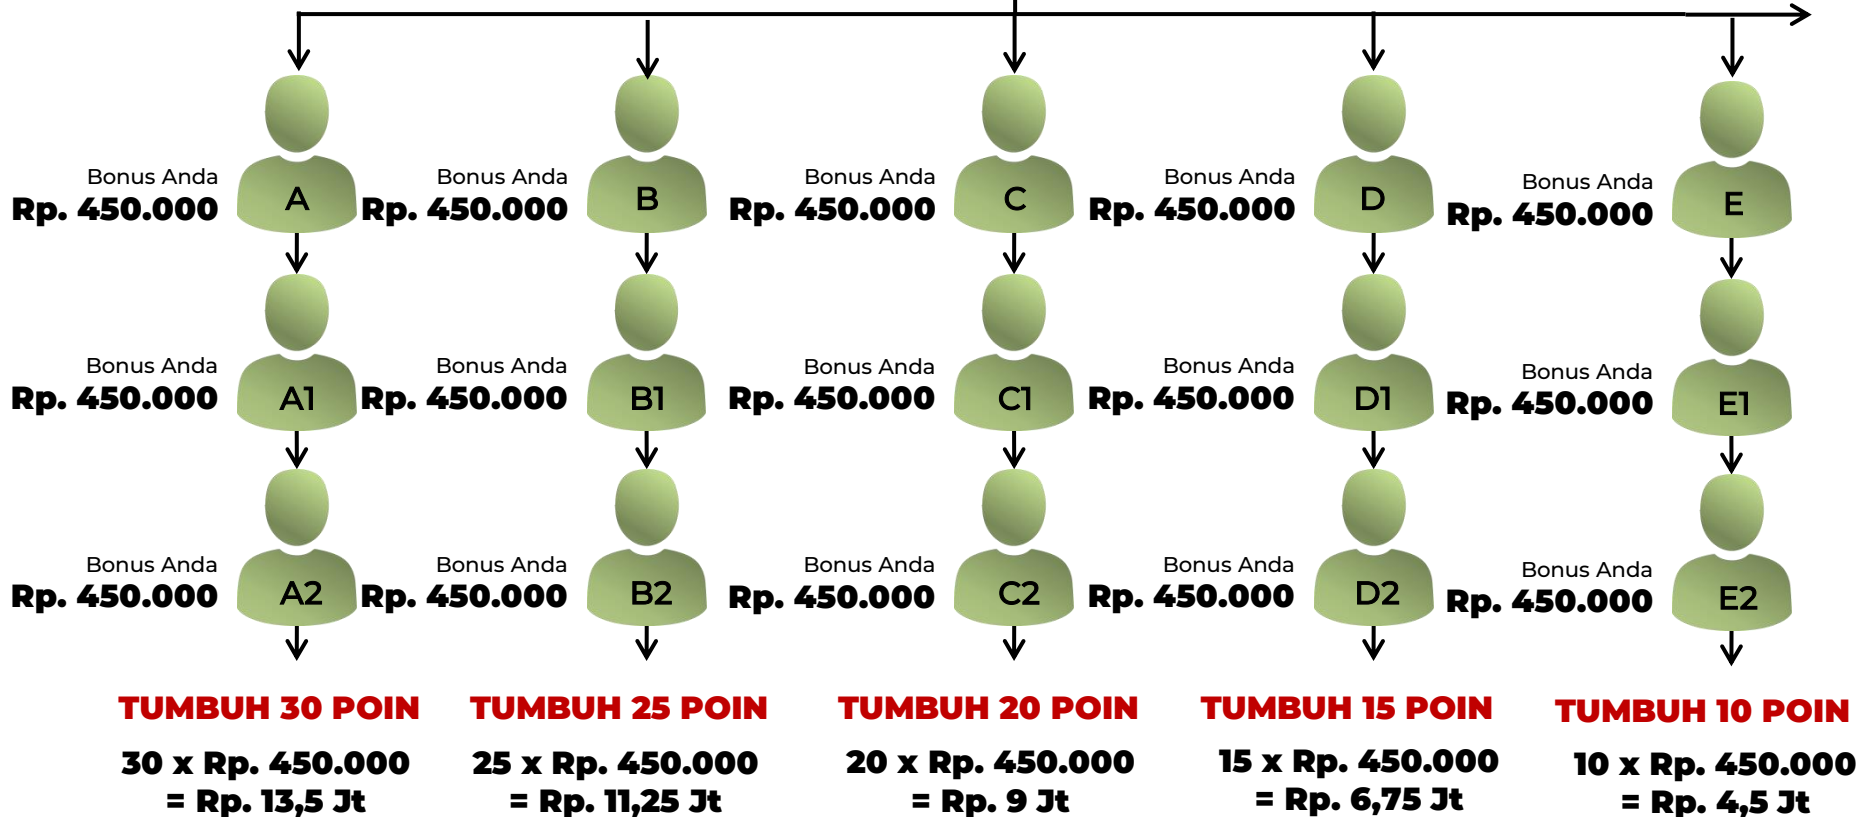 Bonus Anda
Rp. 450.000
A
Bonus Anda
Rp. 450.000
B
Bonus Anda
Rp. 450.000
C
Bonus Anda
Rp. 450.000
D
Bonus Anda
Rp. 450.000
E
Bonus Anda
Rp. 450.000
A1
Bonus Anda
Rp. 450.000
B1
Bonus Anda
Rp. 450.000
C1
Bonus Anda
Rp. 450.000
D1
Bonus Anda
Rp. 450.000
E1
Bonus Anda
Rp. 450.000
A2
Bonus Anda
Rp. 450.000
B2
Bonus Anda
Rp. 450.000
C2
Bonus Anda
Rp. 450.000
D2
Bonus Anda
Rp. 450.000
E2
TUMBUH 30 POIN
30 x Rp. 450.000
= Rp. 13,5 Jt
TUMBUH 25 POIN
25 x Rp. 450.000
= Rp. 11,25 Jt
TUMBUH 20 POIN
20 x Rp. 450.000
= Rp. 9 Jt
TUMBUH 15 POIN
15 x Rp. 450.000
= Rp. 6,75 Jt
TUMBUH 10 POIN
10 x Rp. 450.000
= Rp. 4,5 Jt